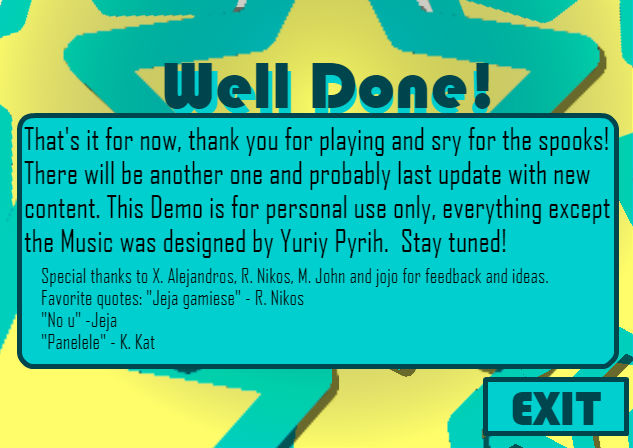 Well Done!
That's it for now, thank you for playing and sry for the spooks!
There will be another one and probably last update with new
content. This Demo is for personal use only, everything except
the Music was designed by Yuriy Pyrih. Stay tuned!
Special thanks to X. Alejandros, R. Nikos, M. John and jojo for feedback and ideas.
Favorite quotes: "Jeja gamiese" - R. Nikos
"No u" -Jeja
"Panelele" - K. Kat
EXIT